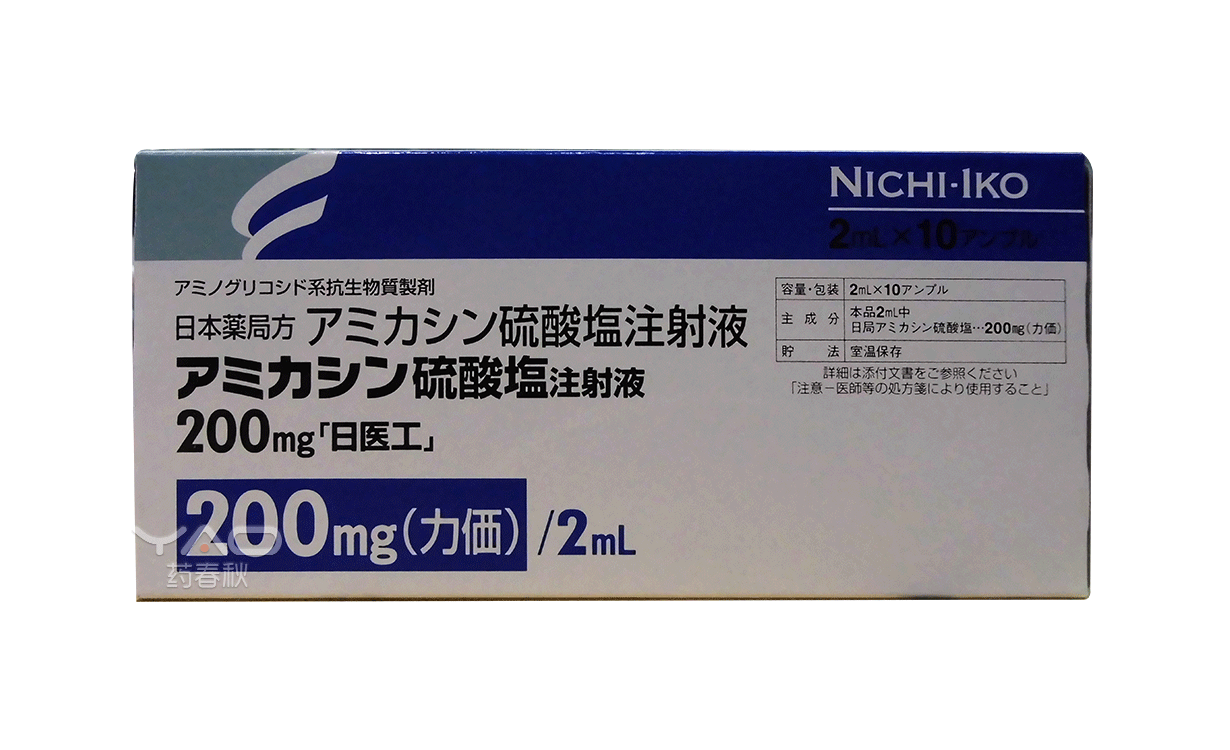 NICHI-IKO
2mL×10アンプル
アミノグリコシド系抗生物質製剤
日本薬局方 アミカシン硫酸塩注射液
アミカシン硫酸塩注射液
200mg「日医工」
200mg(力価)/2mL
容量・包装 2mL×10アンプル
主成分 本品2mL中
日局アミカシン硫酸塩…200mg(力価)
貯法 室温保存
詳細は添付文書をご参照ください
「注意-医師等の処方箋により使用すること」
YAO
药春秋